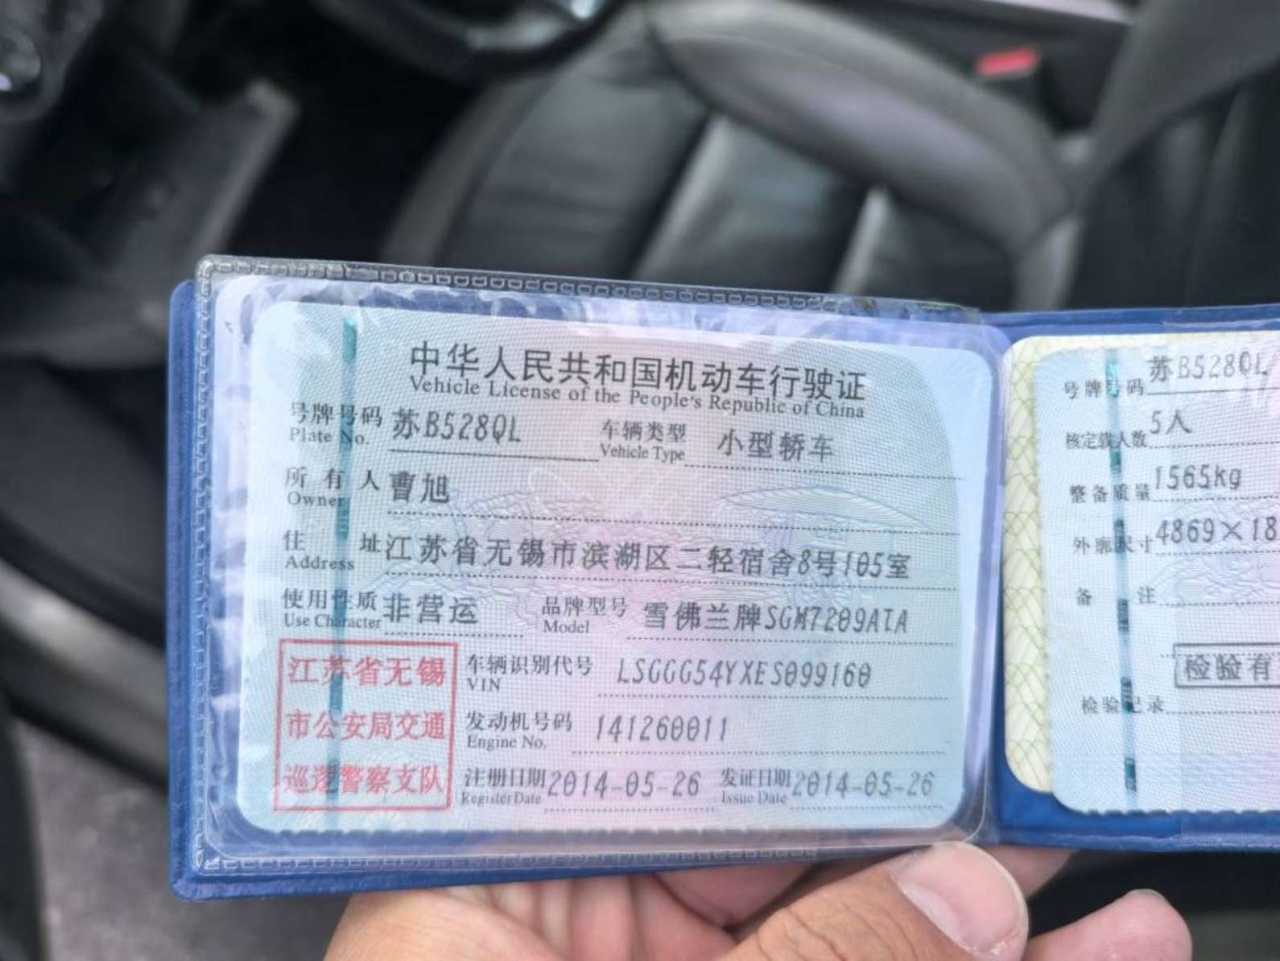 中华人民共和国机动车行驶证
Vehicle License of the People's Republic of China
号牌号码 苏B528QL 车辆类型 小型轿车
Plate No. Vehicle Type
所有人 曹旭
Owner
住址 江苏省无锡市滨湖区二轻宿舍8号105室
Address
使用性质 非营运 品牌型号 雪佛兰牌SGM7209ATA
Use Character Model
江苏省无锡
市公安局交通
巡逻警察支队
车辆识别代号 LSGGG54YXES099160
VIN
发动机号码 141260011
Engine No.
注册日期 2014-05-26 发证日期 2014-05-26
Register Date Issue Date
号牌号码 苏B528QL
核定载人数 5人
整备质量 1565kg
外廓尺寸 4869×18
备注
检验有
检验记录